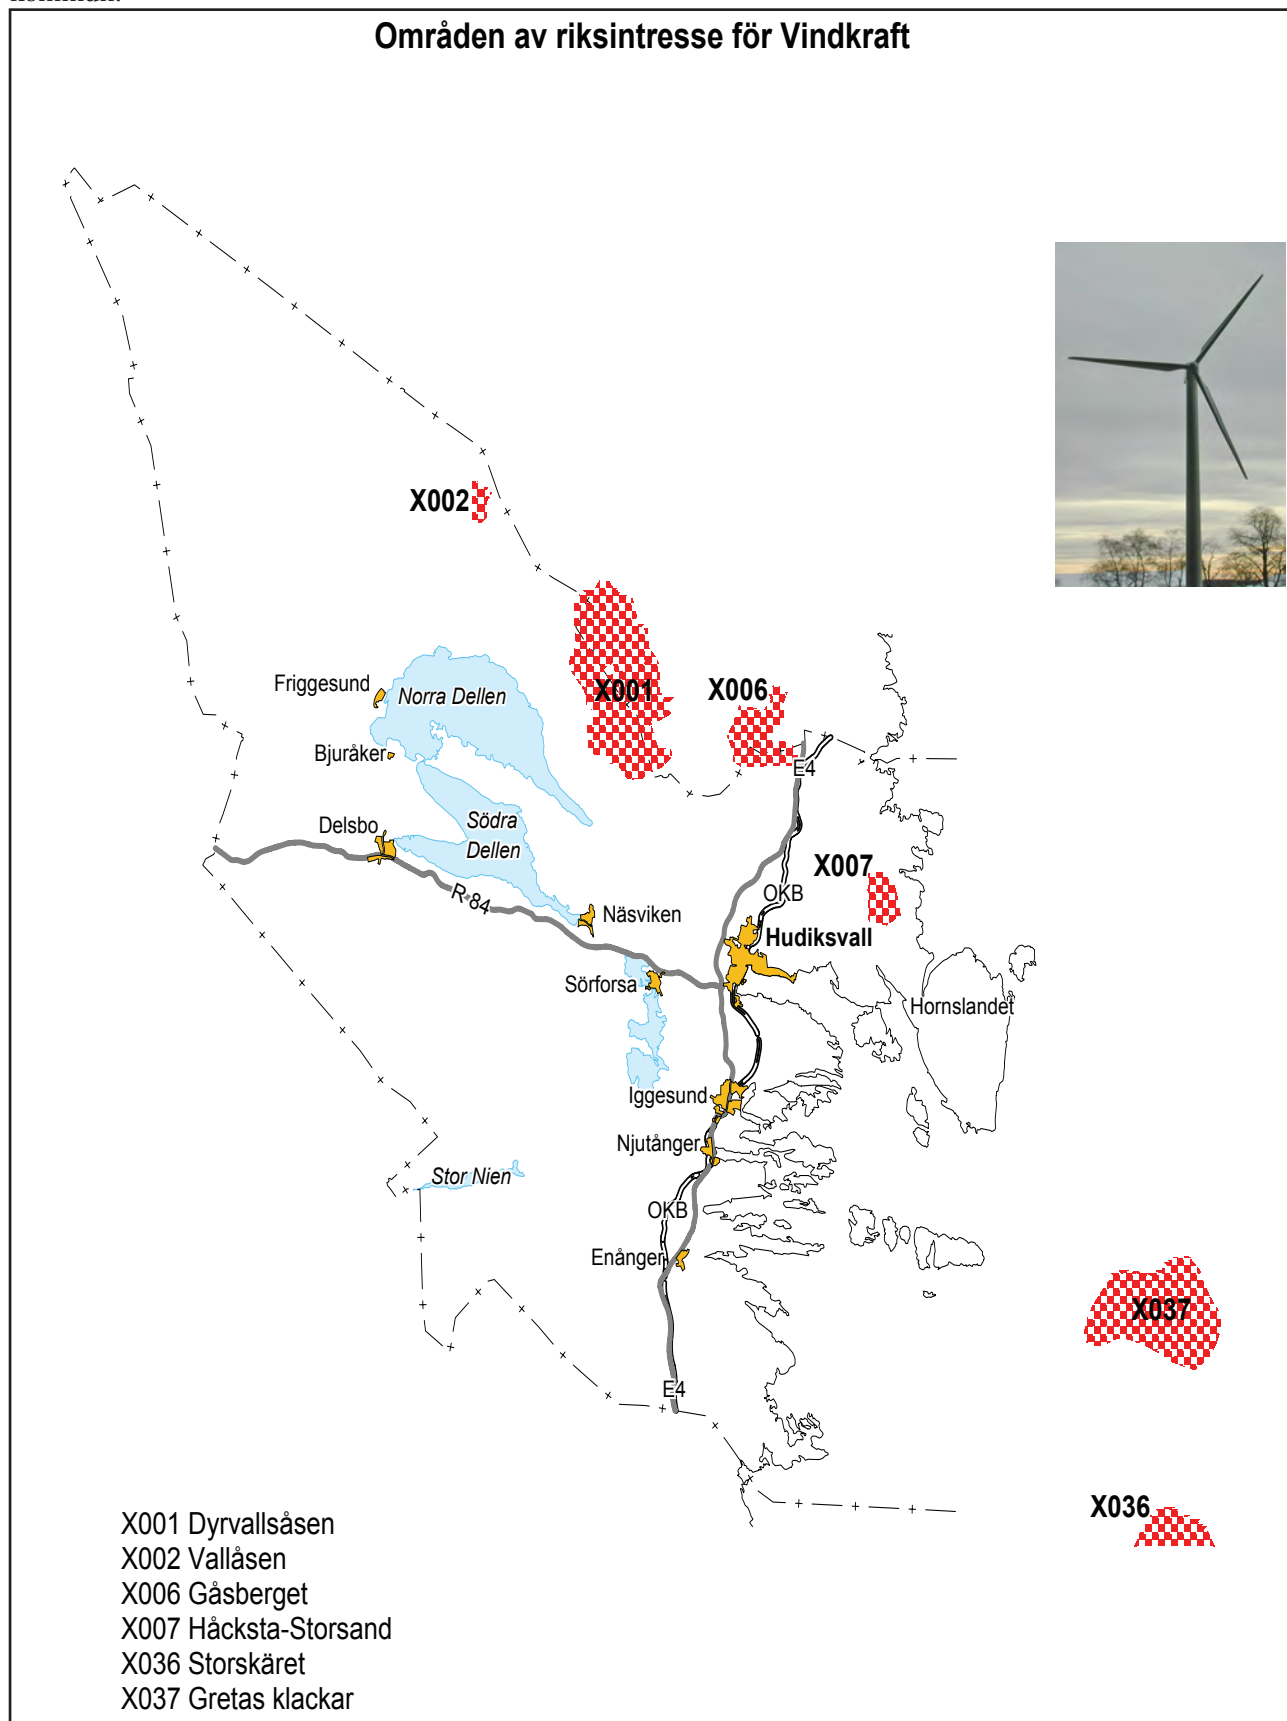 kommun.
Områden av riksintresse för Vindkraft
X002
X001
X006
Friggesund
Norra Dellen
Bjuråker
E4
Södra
Dellen
Delsbo
X007
R-84
OKB
Näsviken
Hudiksvall
Sörforsa
Hornslandet
Iggesund
Njutånger
Stor Nien
OKB
Enånger
X037
E4
X036
X001 Dyrvallsåsen
X002 Vallåsen
X006 Gåsberget
X007 Håcksta-Storsand
X036 Storskäret
X037 Gretas klackar